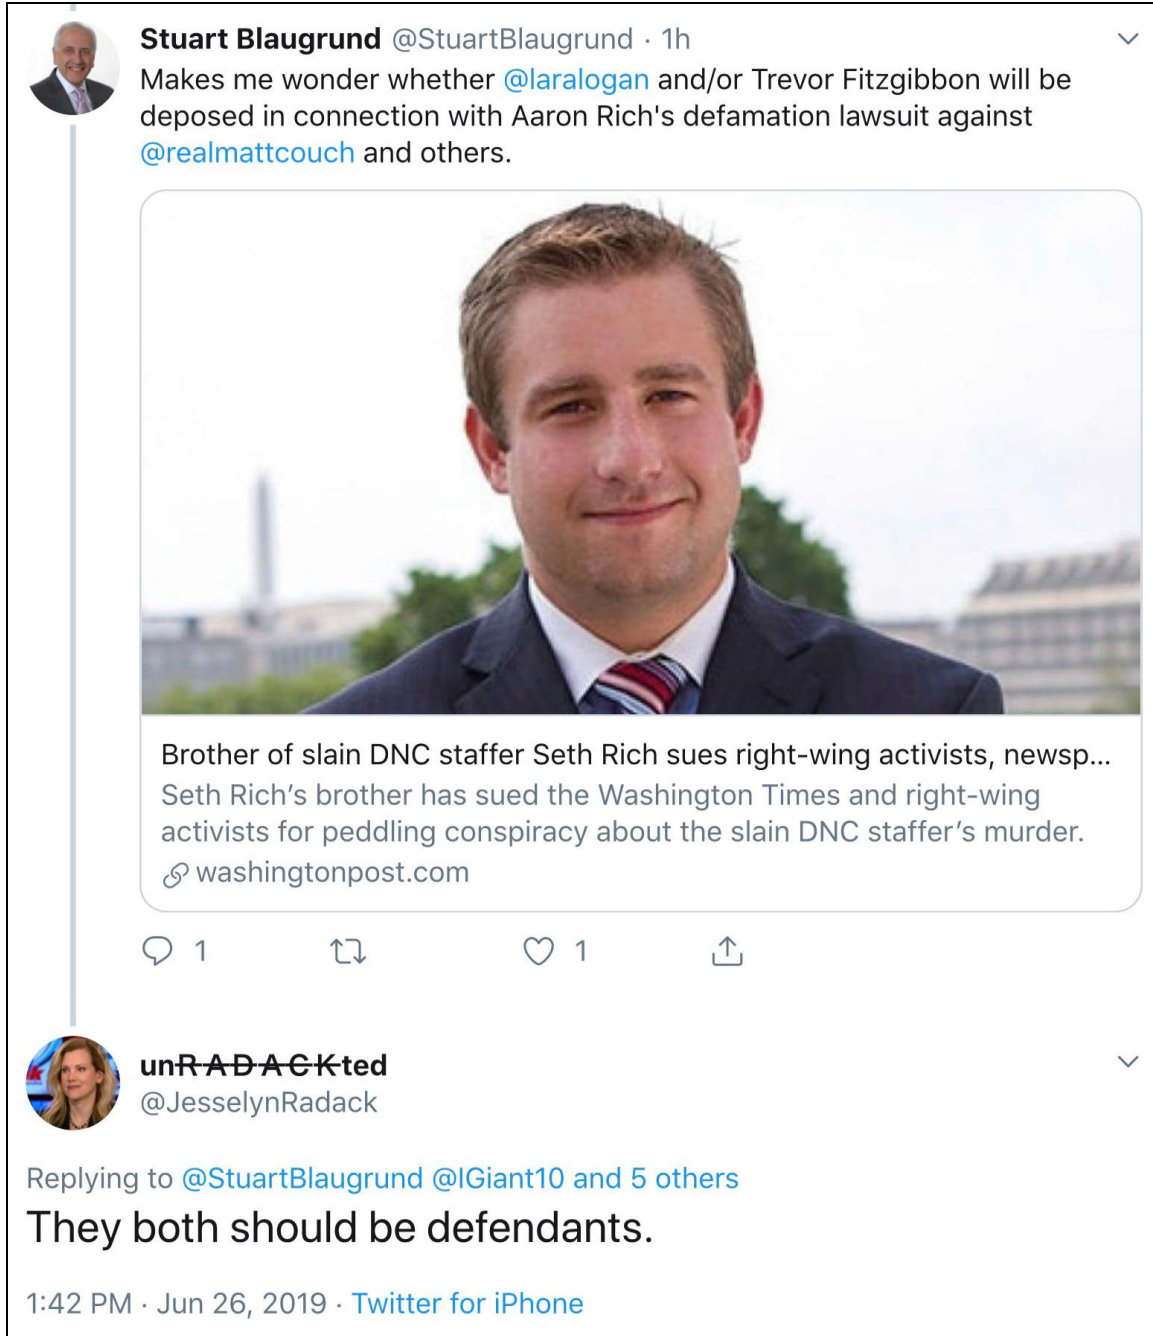 Stuart Blaugrund @StuartBlaugrund · 1h
Makes me wonder whether @laralogan and/or Trevor Fitzgibbon will be
deposed in connection with Aaron Rich's defamation lawsuit against
@realmattcouch and others.
Brother of slain DNC staffer Seth Rich sues right-wing activists, newsp...
Seth Rich's brother has sued the Washington Times and right-wing
activists for peddling conspiracy about the slain DNC staffer's murder.
washingtonpost.com
1 1
unRADACKted
@JesselynRadack
Replying to @StuartBlaugrund @IGiant10 and 5 others
They both should be defendants.
1:42 PM · Jun 26, 2019 · Twitter for iPhone